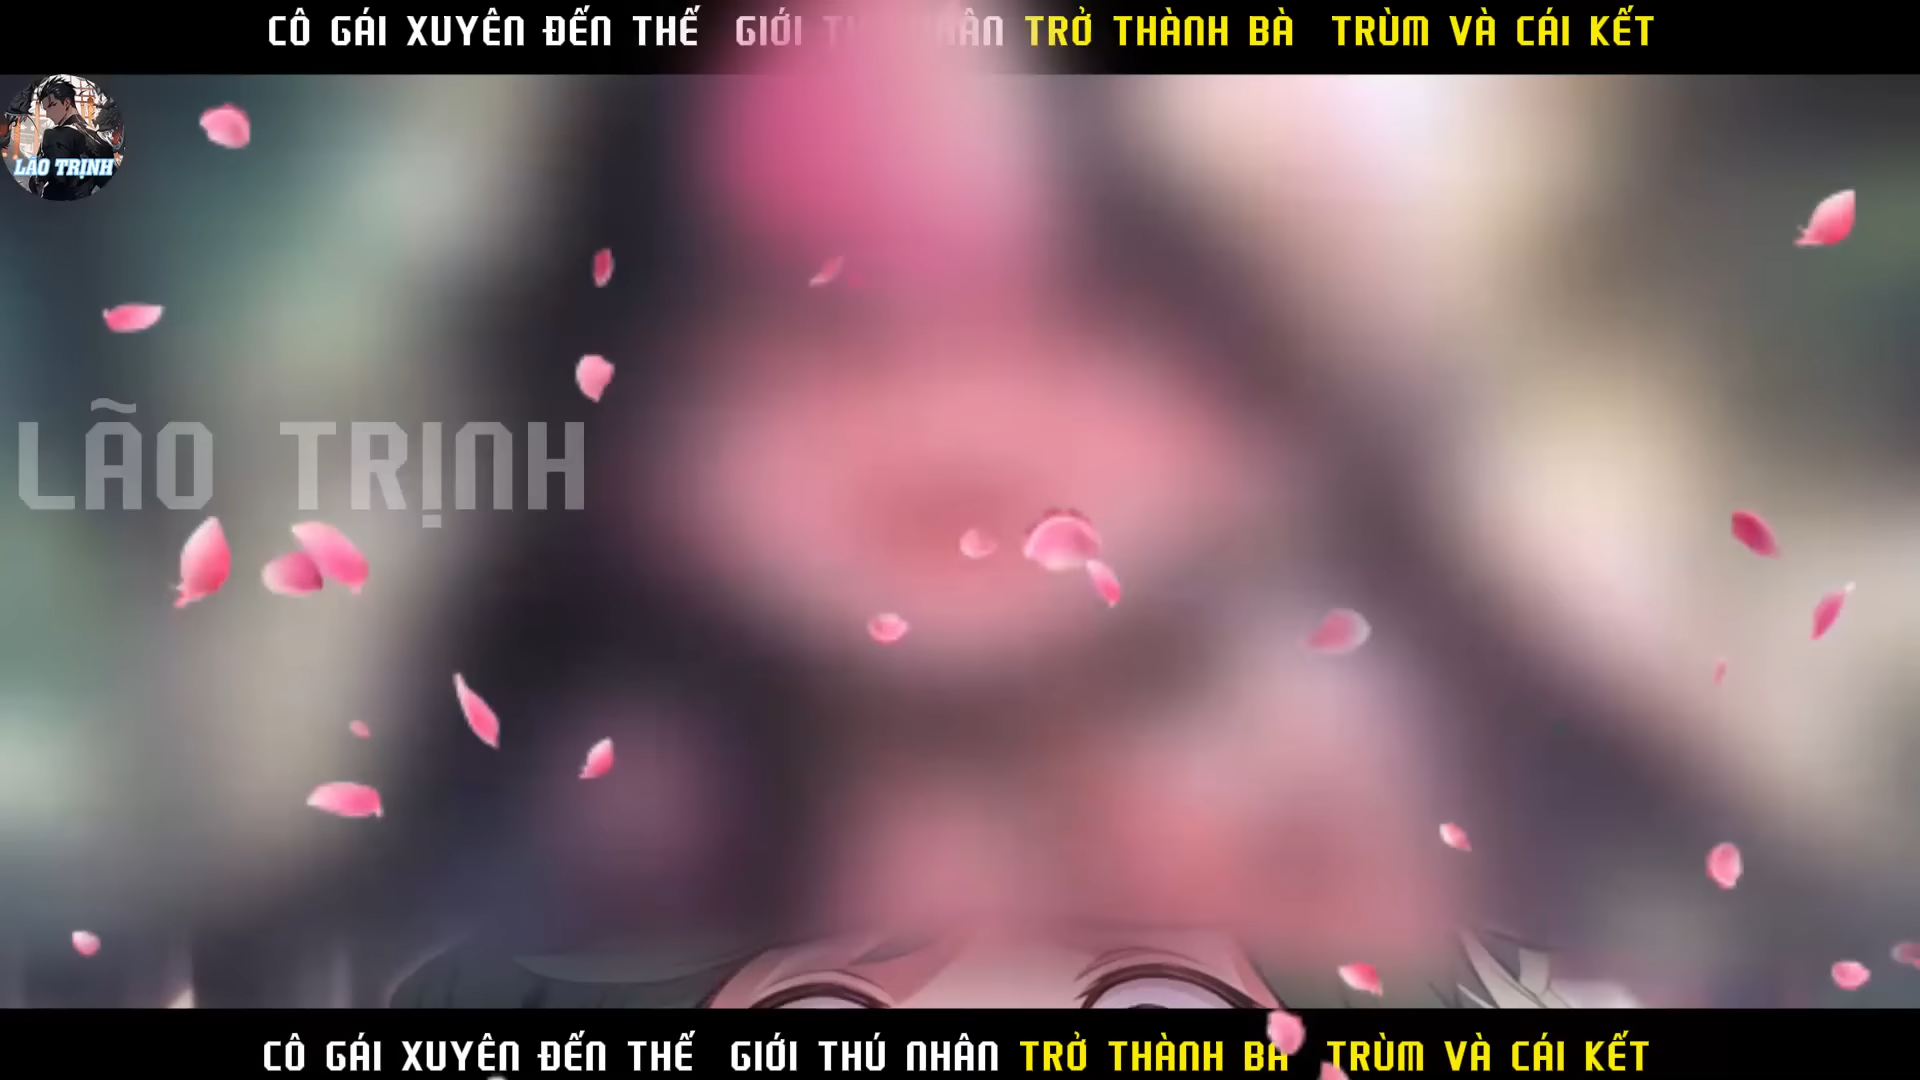 CÔ GÁI XUYÊN ĐẾN THẾ GIỚI NHÂN TRỞ THÀNH BÀ TRÙM VÀ CÁI KẾT
LÃO TRỊNH
LÃO TRỊNH
CÔ GÁI XUYÊN ĐẾN THẾ GIỚI THÚ NHÂN TRỞ THÀNH BÀ TRÙM VÀ CÁI KẾT